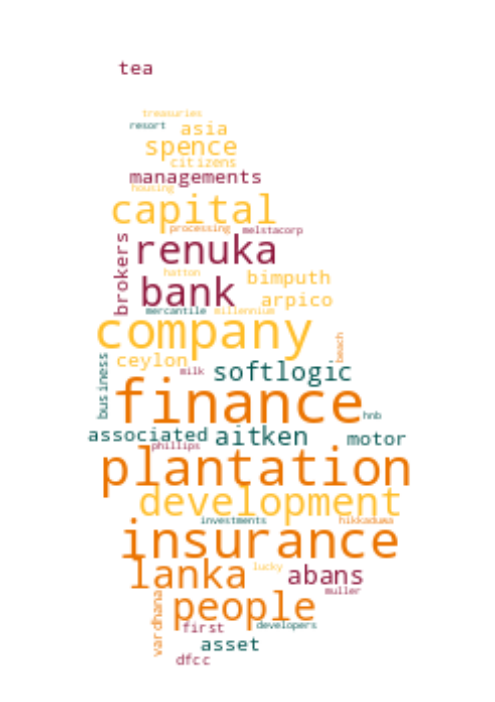 tea
treasuries
resort asia
spence
citizens
managements
housing
capital
processing melstacorp
brokers renuka
hatton
bank bimputh
arpico
mercantile millennium
company
beach
business ceylon
milk softlogic
finance
hnb
associated aitken motor
phillips
plantation
development
investments hikkaduwa
insurance
lucky
lanka abans
muller
vardhana people
first developers
asset
dfcc